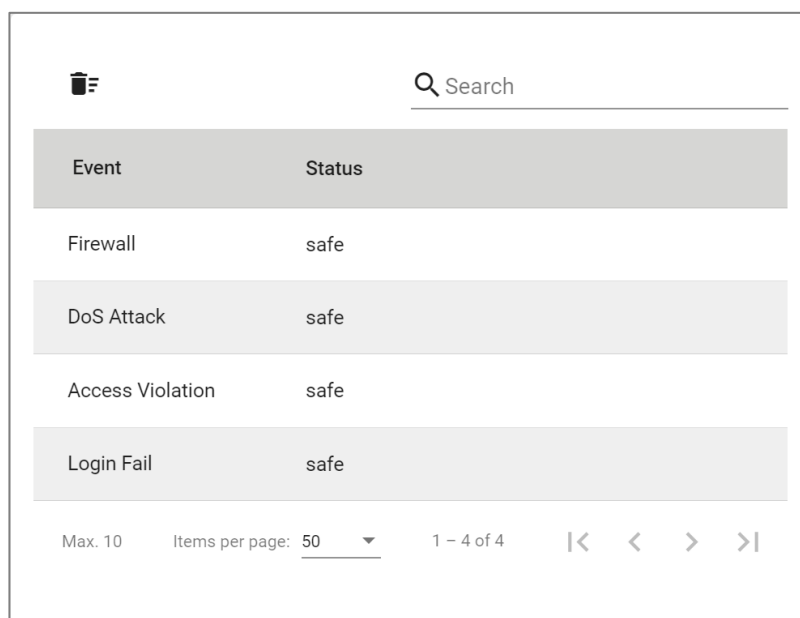 Search
Event Status
Firewall safe
DoS Attack safe
Access Violation safe
Login Fail safe
Max. 10 Items per page: 50 1 – 4 of 4